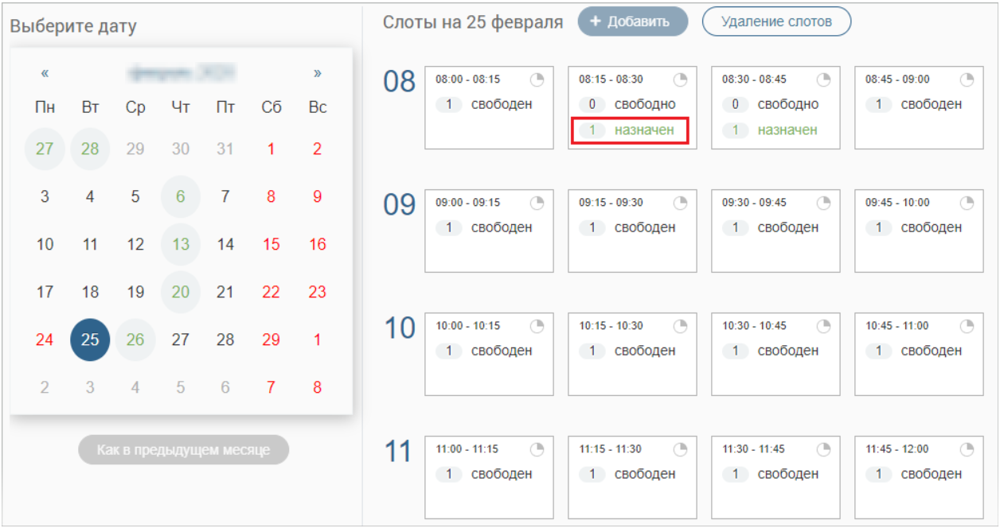 Выберите дату
« »
Пн Вт Ср Чт Пт Сб Вс
27 28 29 30 31 1 2
3 4 5 6 7 8 9
10 11 12 13 14 15 16
17 18 19 20 21 22 23
24 25 26 27 28 29 1
2 3 4 5 6 7 8
Как в предыдущем месяце
Слоты на 25 февраля + Добавить Удаление слотов
08
08:00 - 08:15
1 свободен
08:15 - 08:30
0 свободно
1 назначен
08:30 - 08:45
0 свободно
1 назначен
08:45 - 09:00
1 свободен
09
09:00 - 09:15
1 свободен
09:15 - 09:30
1 свободен
09:30 - 09:45
1 свободен
09:45 - 10:00
1 свободен
10
10:00 - 10:15
1 свободен
10:15 - 10:30
1 свободен
10:30 - 10:45
1 свободен
10:45 - 11:00
1 свободен
11
11:00 - 11:15
1 свободен
11:15 - 11:30
1 свободен
11:30 - 11:45
1 свободен
11:45 - 12:00
1 свободен